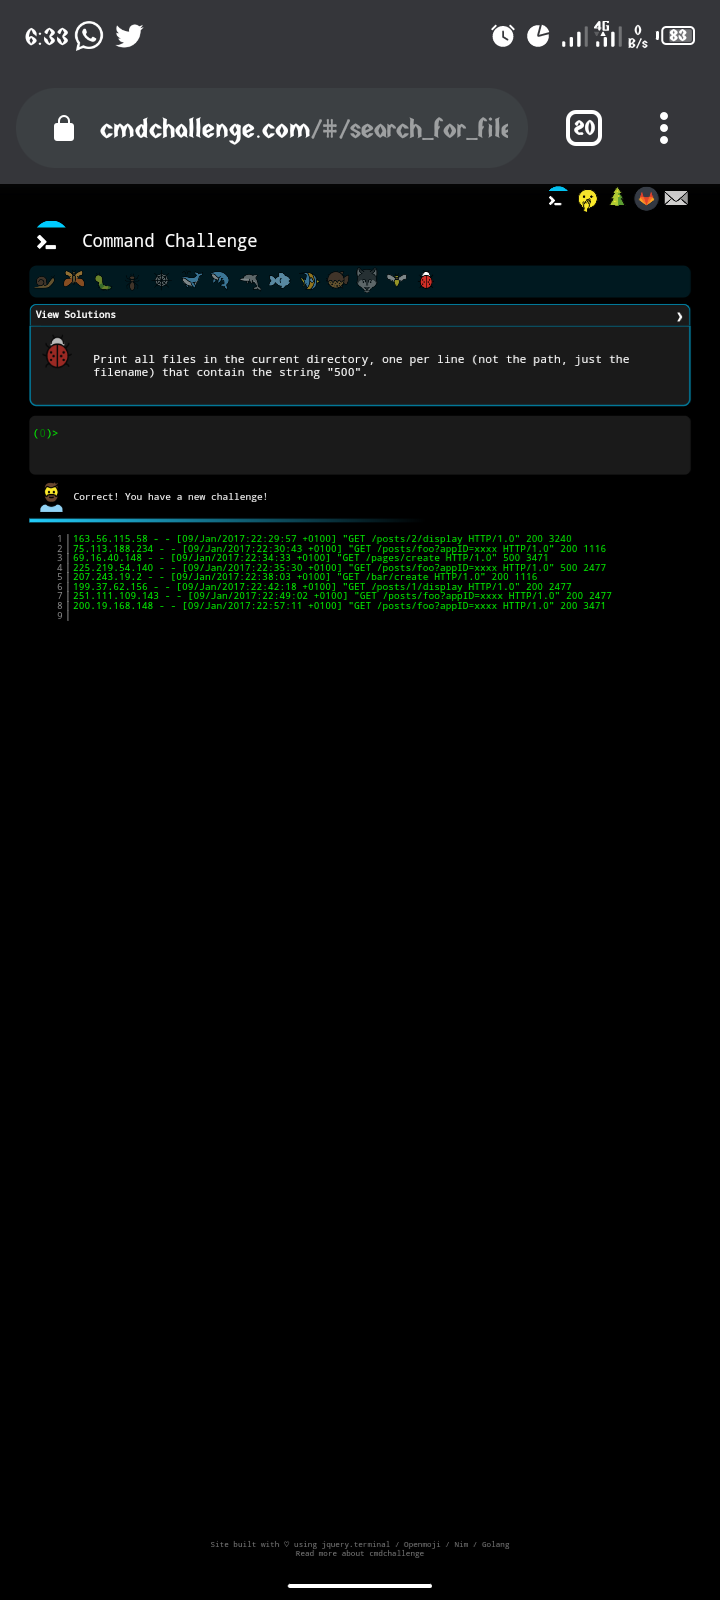 6:33
4G
0
B/s
83
cmdchallenge.com/#/search_for_file
20
Command Challenge
View Solutions
Print all files in the current directory, one per line (not the path, just the
filename) that contain the string "500".
(0)>
Correct! You have a new challenge!
1 163.56.115.58 - - [09/Jan/2017:22:29:57 +0100] "GET /posts/2/display HTTP/1.0" 200 3240
2 75.113.188.234 - - [09/Jan/2017:22:30:43 +0100] "GET /posts/foo?appID=xxxx HTTP/1.0" 200 1116
3 69.16.40.148 - - [09/Jan/2017:22:34:33 +0100] "GET /pages/create HTTP/1.0" 500 3471
4 225.219.54.140 - - [09/Jan/2017:22:35:30 +0100] "GET /posts/foo?appID=xxxx HTTP/1.0" 500 2477
5 207.243.19.2 - - [09/Jan/2017:22:38:03 +0100] "GET /bar/create HTTP/1.0" 200 1116
6 199.37.62.156 - - [09/Jan/2017:22:42:18 +0100] "GET /posts/1/display HTTP/1.0" 200 2477
7 251.111.109.143 - - [09/Jan/2017:22:49:02 +0100] "GET /posts/foo?appID=xxxx HTTP/1.0" 200 2477
8 200.19.168.148 - - [09/Jan/2017:22:57:11 +0100] "GET /posts/foo?appID=xxxx HTTP/1.0" 200 3471
9
Site built with ♡ using jquery.terminal / Openmoji / Nim / Golang
Read more about cmdchallenge